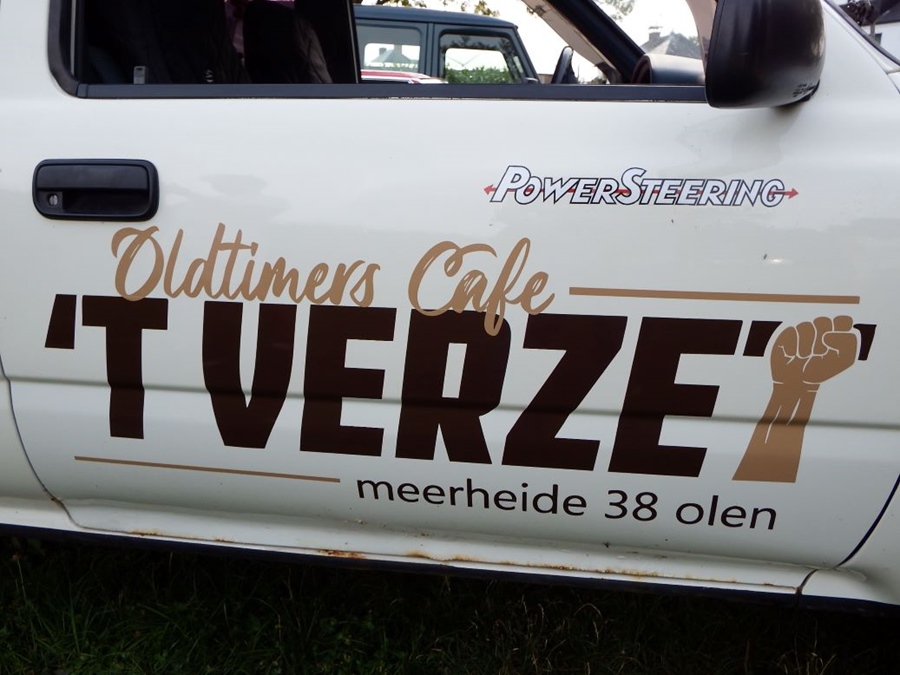 PowerSteering
Oldtimers Cafe
'T VERZET
meerheide 38 olen